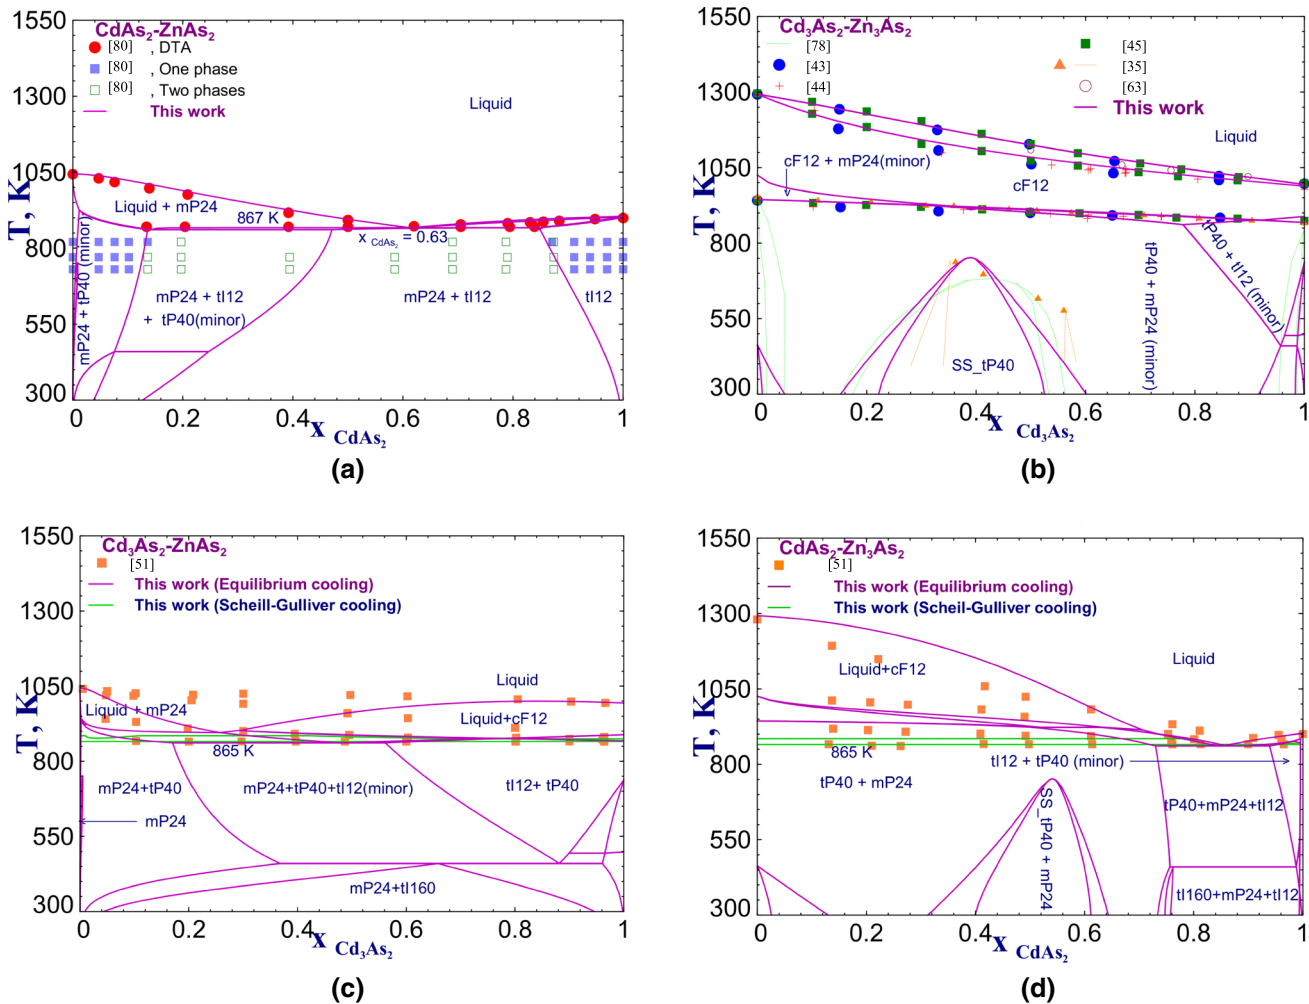 CdAs2-ZnAs2
[80] , DTA
[80] , One phase
[80] , Two phases
This work
Liquid
Liquid + mP24
867 K
x CdAs2 = 0.63
mP24 + tP40 (minor)
mP24 + tI12
+ tP40(minor)
mP24 + tI12
tI12
1550
1300
1050
800
550
300
T, K
0 0.2 0.4 0.6 0.8 1
x CdAs2
(a)
Cd3As2-Zn3As2
[78] [45]
[43] [35]
[44] [63]
This work
Liquid
cF12 + mP24(minor)
cF12
tP40 + mP24 (minor)
tP40 + tI12 (minor)
SS_tP40
1550
1300
1050
800
550
300
T, K
0 0.2 0.4 0.6 0.8 1
x Cd3As2
(b)
Cd3As2-ZnAs2
[51]
This work (Equilibrium cooling)
This work (Scheill-Gulliver cooling)
Liquid
Liquid + mP24
Liquid+cF12
865 K
mP24+tP40
mP24+tP40+tI12(minor)
tI12+ tP40
mP24
mP24+tI160
1550
1300
1050
800
550
300
T, K
0 0.2 0.4 0.6 0.8 1
x Cd3As2
(c)
CdAs2-Zn3As2
[51]
This work (Equilibrium cooling)
This work (Scheil-Gulliver cooling)
Liquid
Liquid+cF12
865 K
tI12 + tP40 (minor)
tP40 + mP24
tP40+mP24+tI12
SS_tP40 + mP24
tI160+mP24+tI12
1550
1300
1050
800
550
300
T, K
0 0.2 0.4 0.6 0.8 1
x CdAs2
(d)